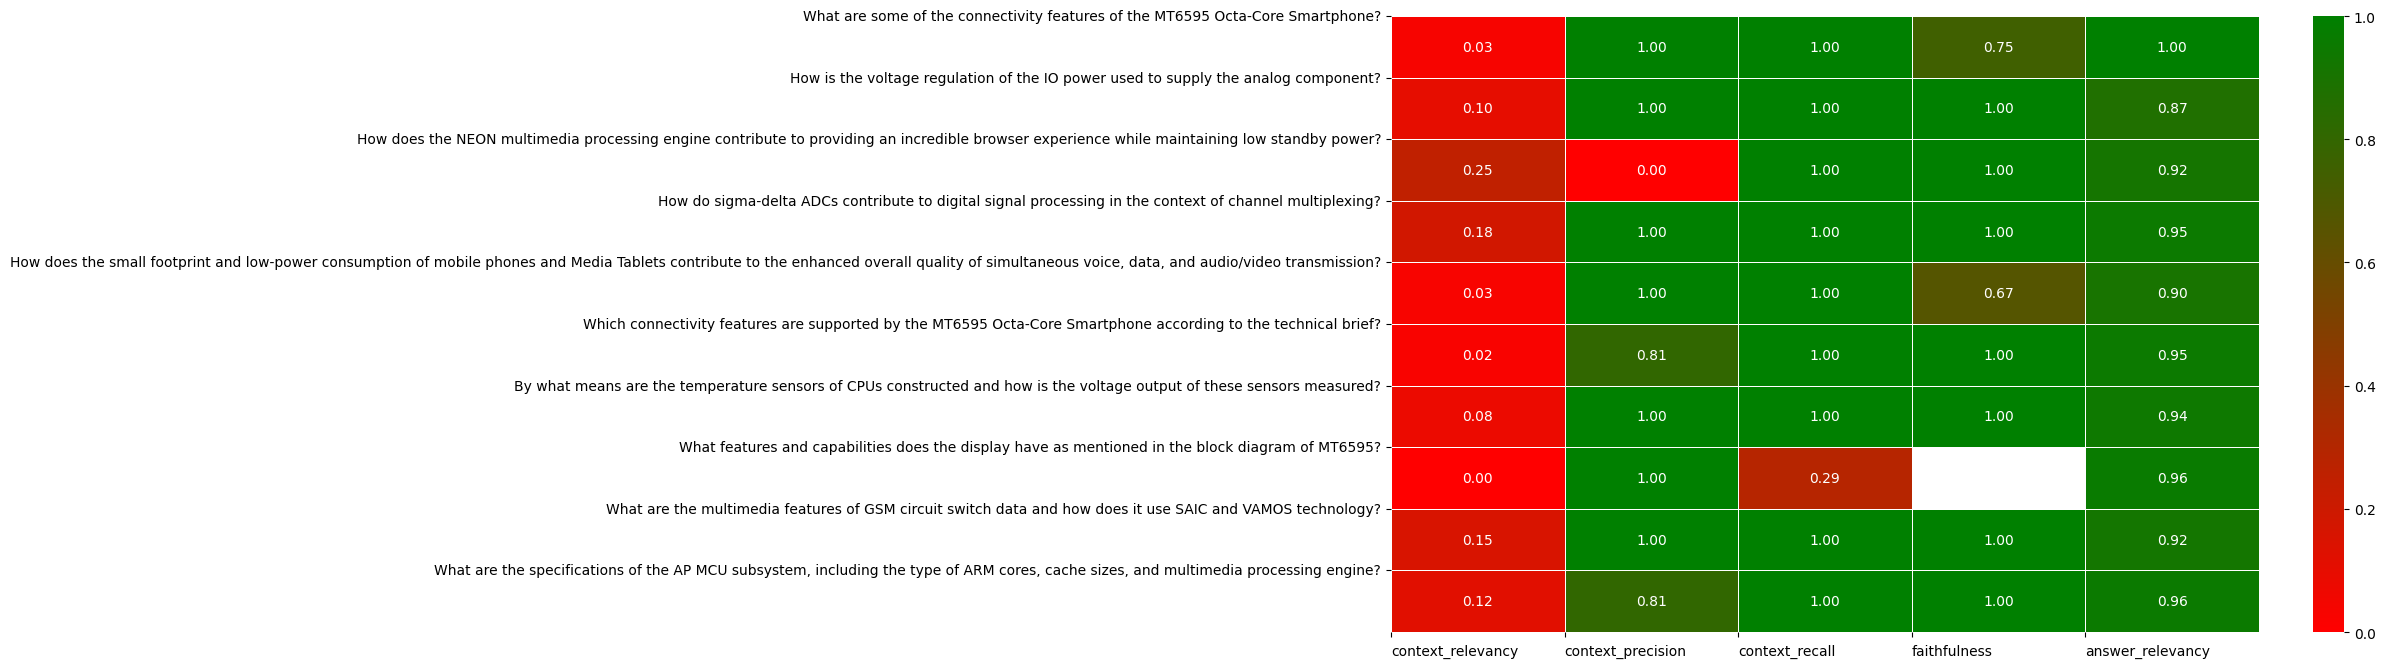 What are some of the connectivity features of the MT6595 Octa-Core Smartphone?
0.03 1.00 1.00 0.75 1.00
How is the voltage regulation of the IO power used to supply the analog component?
0.10 1.00 1.00 1.00 0.87
How does the NEON multimedia processing engine contribute to providing an incredible browser experience while maintaining low standby power?
0.25 0.00 1.00 1.00 0.92
How do sigma-delta ADCs contribute to digital signal processing in the context of channel multiplexing?
0.18 1.00 1.00 1.00 0.95
How does the small footprint and low-power consumption of mobile phones and Media Tablets contribute to the enhanced overall quality of simultaneous voice, data, and audio/video transmission?
0.03 1.00 1.00 0.67 0.90
Which connectivity features are supported by the MT6595 Octa-Core Smartphone according to the technical brief?
0.02 0.81 1.00 1.00 0.95
By what means are the temperature sensors of CPUs constructed and how is the voltage output of these sensors measured?
0.08 1.00 1.00 1.00 0.94
What features and capabilities does the display have as mentioned in the block diagram of MT6595?
0.00 1.00 0.29 0.96
What are the multimedia features of GSM circuit switch data and how does it use SAIC and VAMOS technology?
0.15 1.00 1.00 1.00 0.92
What are the specifications of the AP MCU subsystem, including the type of ARM cores, cache sizes, and multimedia processing engine?
0.12 0.81 1.00 1.00 0.96
context_relevancy context_precision context_recall faithfulness answer_relevancy
1.0
0.8
0.6
0.4
0.2
0.0